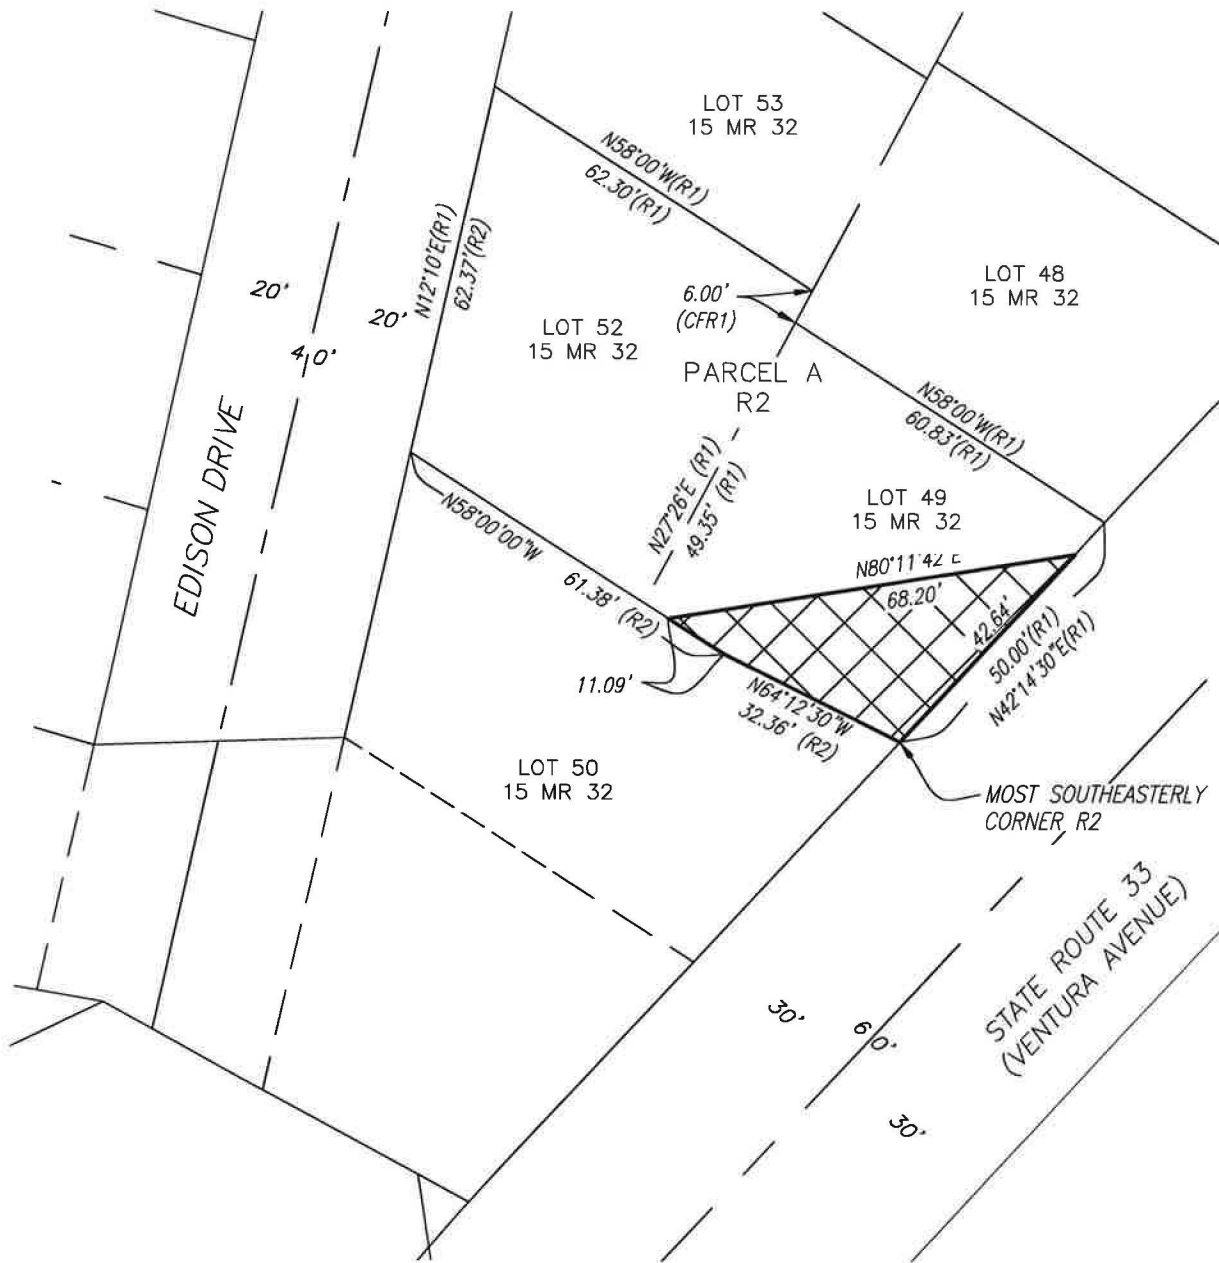 LOT 53
15 MR 32
N58°00'W(R1)
62.30'(R1)
N12°10'E(R1)
62.37'(R2)
LOT 48
15 MR 32
20'
20'
40'
6.00'
(CFR1)
LOT 52
15 MR 32
PARCEL A
R2
N58°00'W(R1)
60.83'(R1)
EDISON DRIVE
N27°26'E (R1)
49.35' (R1)
LOT 49
15 MR 32
N58°00'00"W
61.38' (R2)
N80°11'42 E
68.20'
42.64'
50.00'(R1)
N42°14'30"E(R1)
11.09'
N64°12'30"W
32.36' (R2)
LOT 50
15 MR 32
MOST SOUTHEASTERLY
CORNER R2
STATE ROUTE 33
(VENTURA AVENUE)
30'
60'
30'